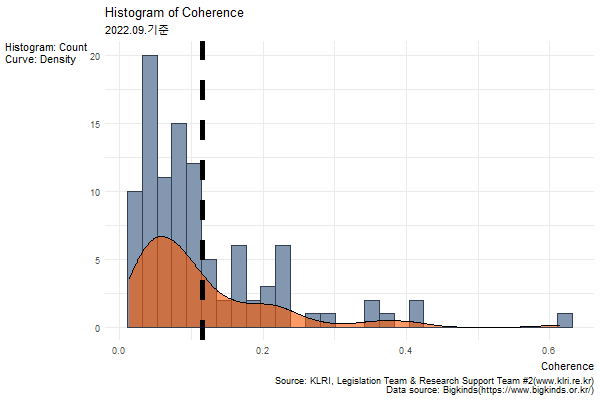 Histogram of Coherence
2022.09.기준
Histogram: Count
Curve: Density
20
15
10
5
0
0.0
0.2
0.4
0.6
Coherence
Source: KLRI, Legislation Team & Research Support Team #2(www.klri.re.kr)
Data source: Bigkinds(https://www.bigkinds.or.kr/)